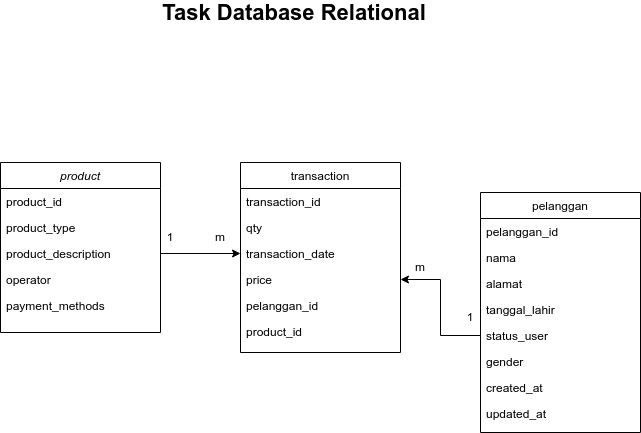 Task Database Relational
product
product_id
product_type
product_description
operator
payment_methods
1
m
transaction
transaction_id
qty
transaction_date
price
pelanggan_id
product_id
m
1
pelanggan
pelanggan_id
nama
alamat
tanggal_lahir
status_user
gender
created_at
updated_at